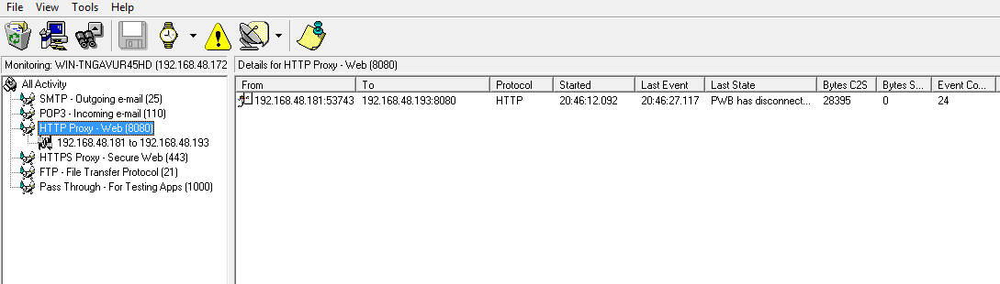 File View Tools Help
Monitoring: WIN-TNGAVUR45HD (192.168.48.172 Details for HTTP Proxy - Web (8080)
All Activity
SMTP - Outgoing e-mail (25)
POP3 - Incoming e-mail (110)
HTTP Proxy - Web (8080)
192.168.48.181 to 192.168.48.193
HTTPS Proxy - Secure Web (443)
FTP - File Transfer Protocol (21)
Pass Through - For Testing Apps (1000)
From To Protocol Started Last Event Last State Bytes C2S Bytes S... Event Co...
192.168.48.181:53743 192.168.48.193:8080 HTTP 20:46:12.092 20:46:27.117 PWB has disconnect... 28395 0 24